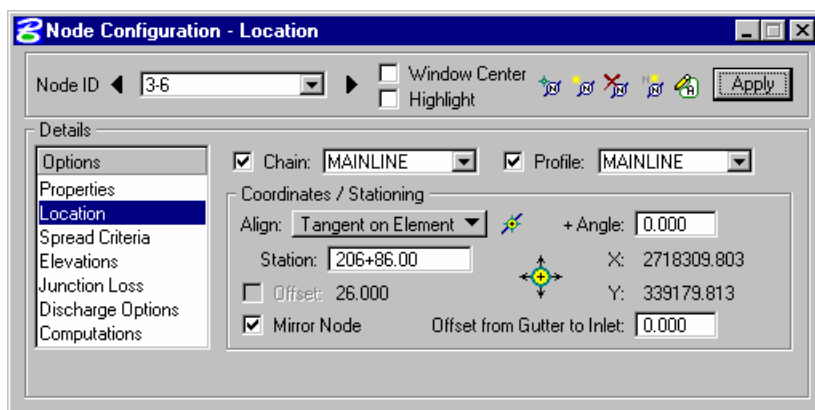 Node Configuration - Location
Node ID 3-6 Window Center Apply
Highlight
Details
Options Chain: MAINLINE Profile: MAINLINE
Properties
Location
Spread Criteria
Elevations
Junction Loss
Discharge Options
Computations
Coordinates / Stationing
Align: Tangent on Element + Angle: 0.000
Station: 206+86.00 X: 2718309.803
Offset: 26.000 Y: 339179.813
Mirror Node Offset from Gutter to Inlet: 0.000